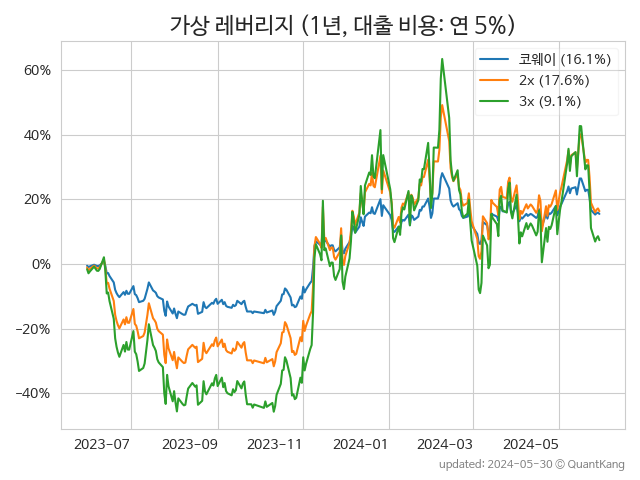 가상 레버리지 (1년, 대출 비용: 연 5%)
코웨이 (16.1%)
2x (17.6%)
3x (9.1%)
60%
40%
20%
0%
−20%
−40%
2023-07 2023-09 2023-11 2024-01 2024-03 2024-05
updated: 2024-05-30 ⓒ QuantKang